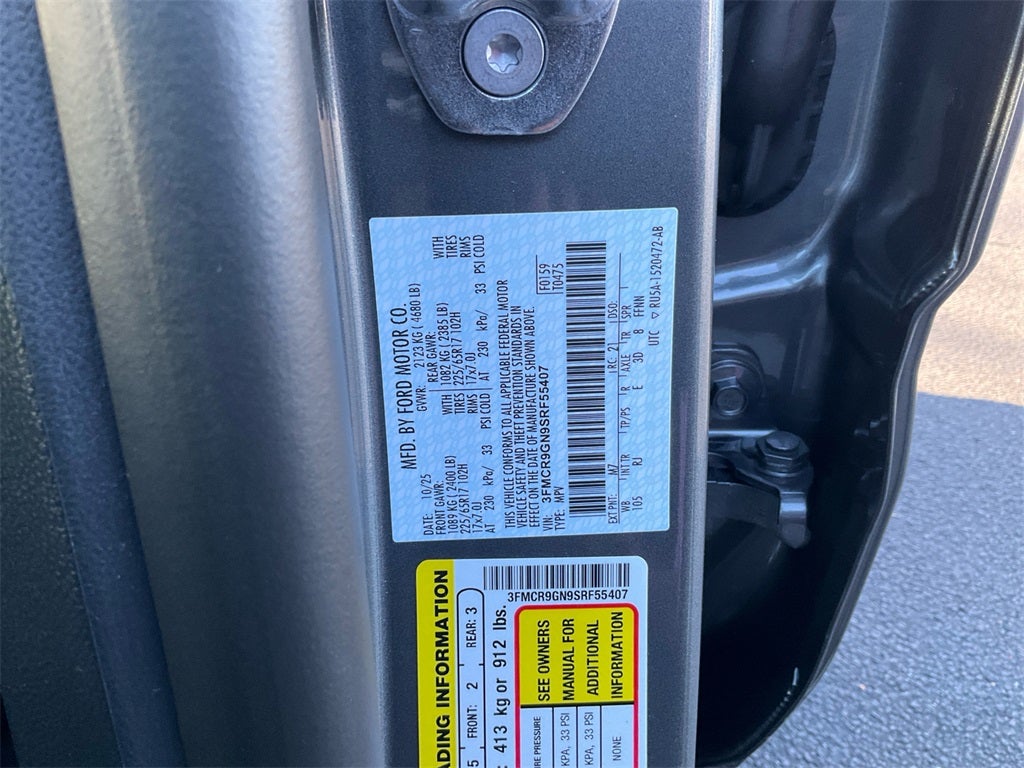 MFD. BY FORD MOTOR CO.
DATE: 10/25 GVWR: 2123 KG ( 4680 LB)
FRONT GAWR: REAR GAWR:
1089 KG ( 2400 LB) WITH 1082 KG ( 2385 LB) WITH
225/65R17 102H TIRES 225/65R17 102H TIRES
17x7.0J RIMS 17x7.0J RIMS
AT 230 kPa/ 33 PSI COLD AT 230 kPa/ 33 PSI COLD
THIS VEHICLE CONFORMS TO ALL APPLICABLE FEDERAL MOTOR
VEHICLE SAFETY AND THEFT PREVENTION STANDARDS IN
EFFECT ON THE DATE OF MANUFACTURE SHOWN ABOVE.
VIN: 3FMCR9GN9SRF55407
TYPE: MPV
F0159
T0475
EXT PNT: M7 RC: 21 DSO:
WB INT TR TP/PS R AXLE TR SPR
105 RJ E 3D 8 FFNN
UTC ▽ RU5A-1520472-AB
3FMCR9GN9SRF55407
ADING INFORMATION
5 FRONT: 2 REAR: 3
: 413 kg or 912 lbs.
SEE OWNERS
MANUAL FOR
ADDITIONAL
INFORMATION
RE PRESSURE
KPA, 33 PSI
KPA, 33 PSI
NONE